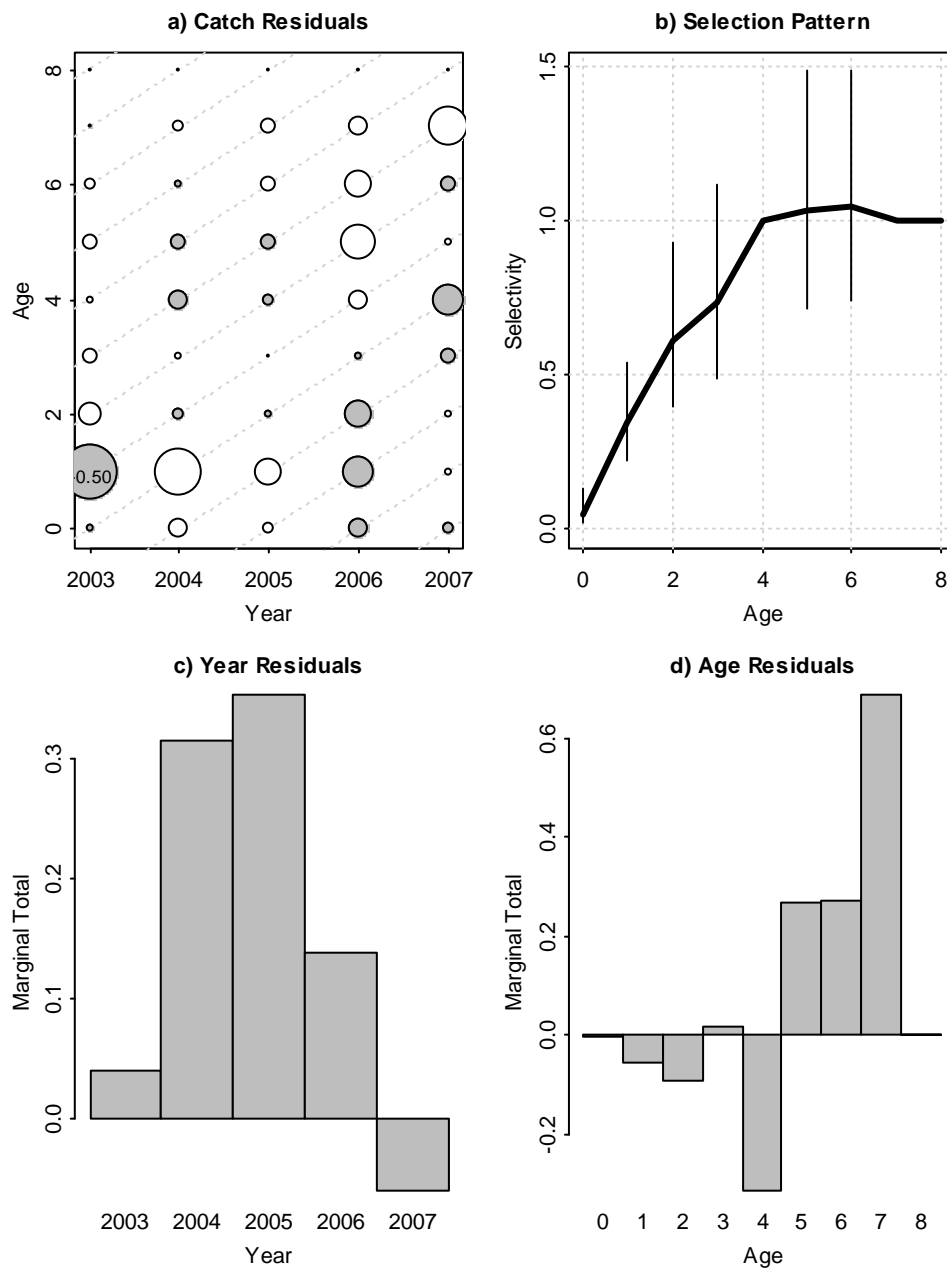 a) Catch Residuals
8
6
4
2
0
Age
-0.50
2003 2004 2005 2006 2007
Year
b) Selection Pattern
1.5
1.0
0.5
0.0
Selectivity
0 2 4 6 8
Age
c) Year Residuals
0.3
0.2
0.1
0.0
Marginal Total
2003 2004 2005 2006 2007
Year
d) Age Residuals
0.6
0.4
0.2
0.0
-0.2
Marginal Total
0 1 2 3 4 5 6 7 8
Age